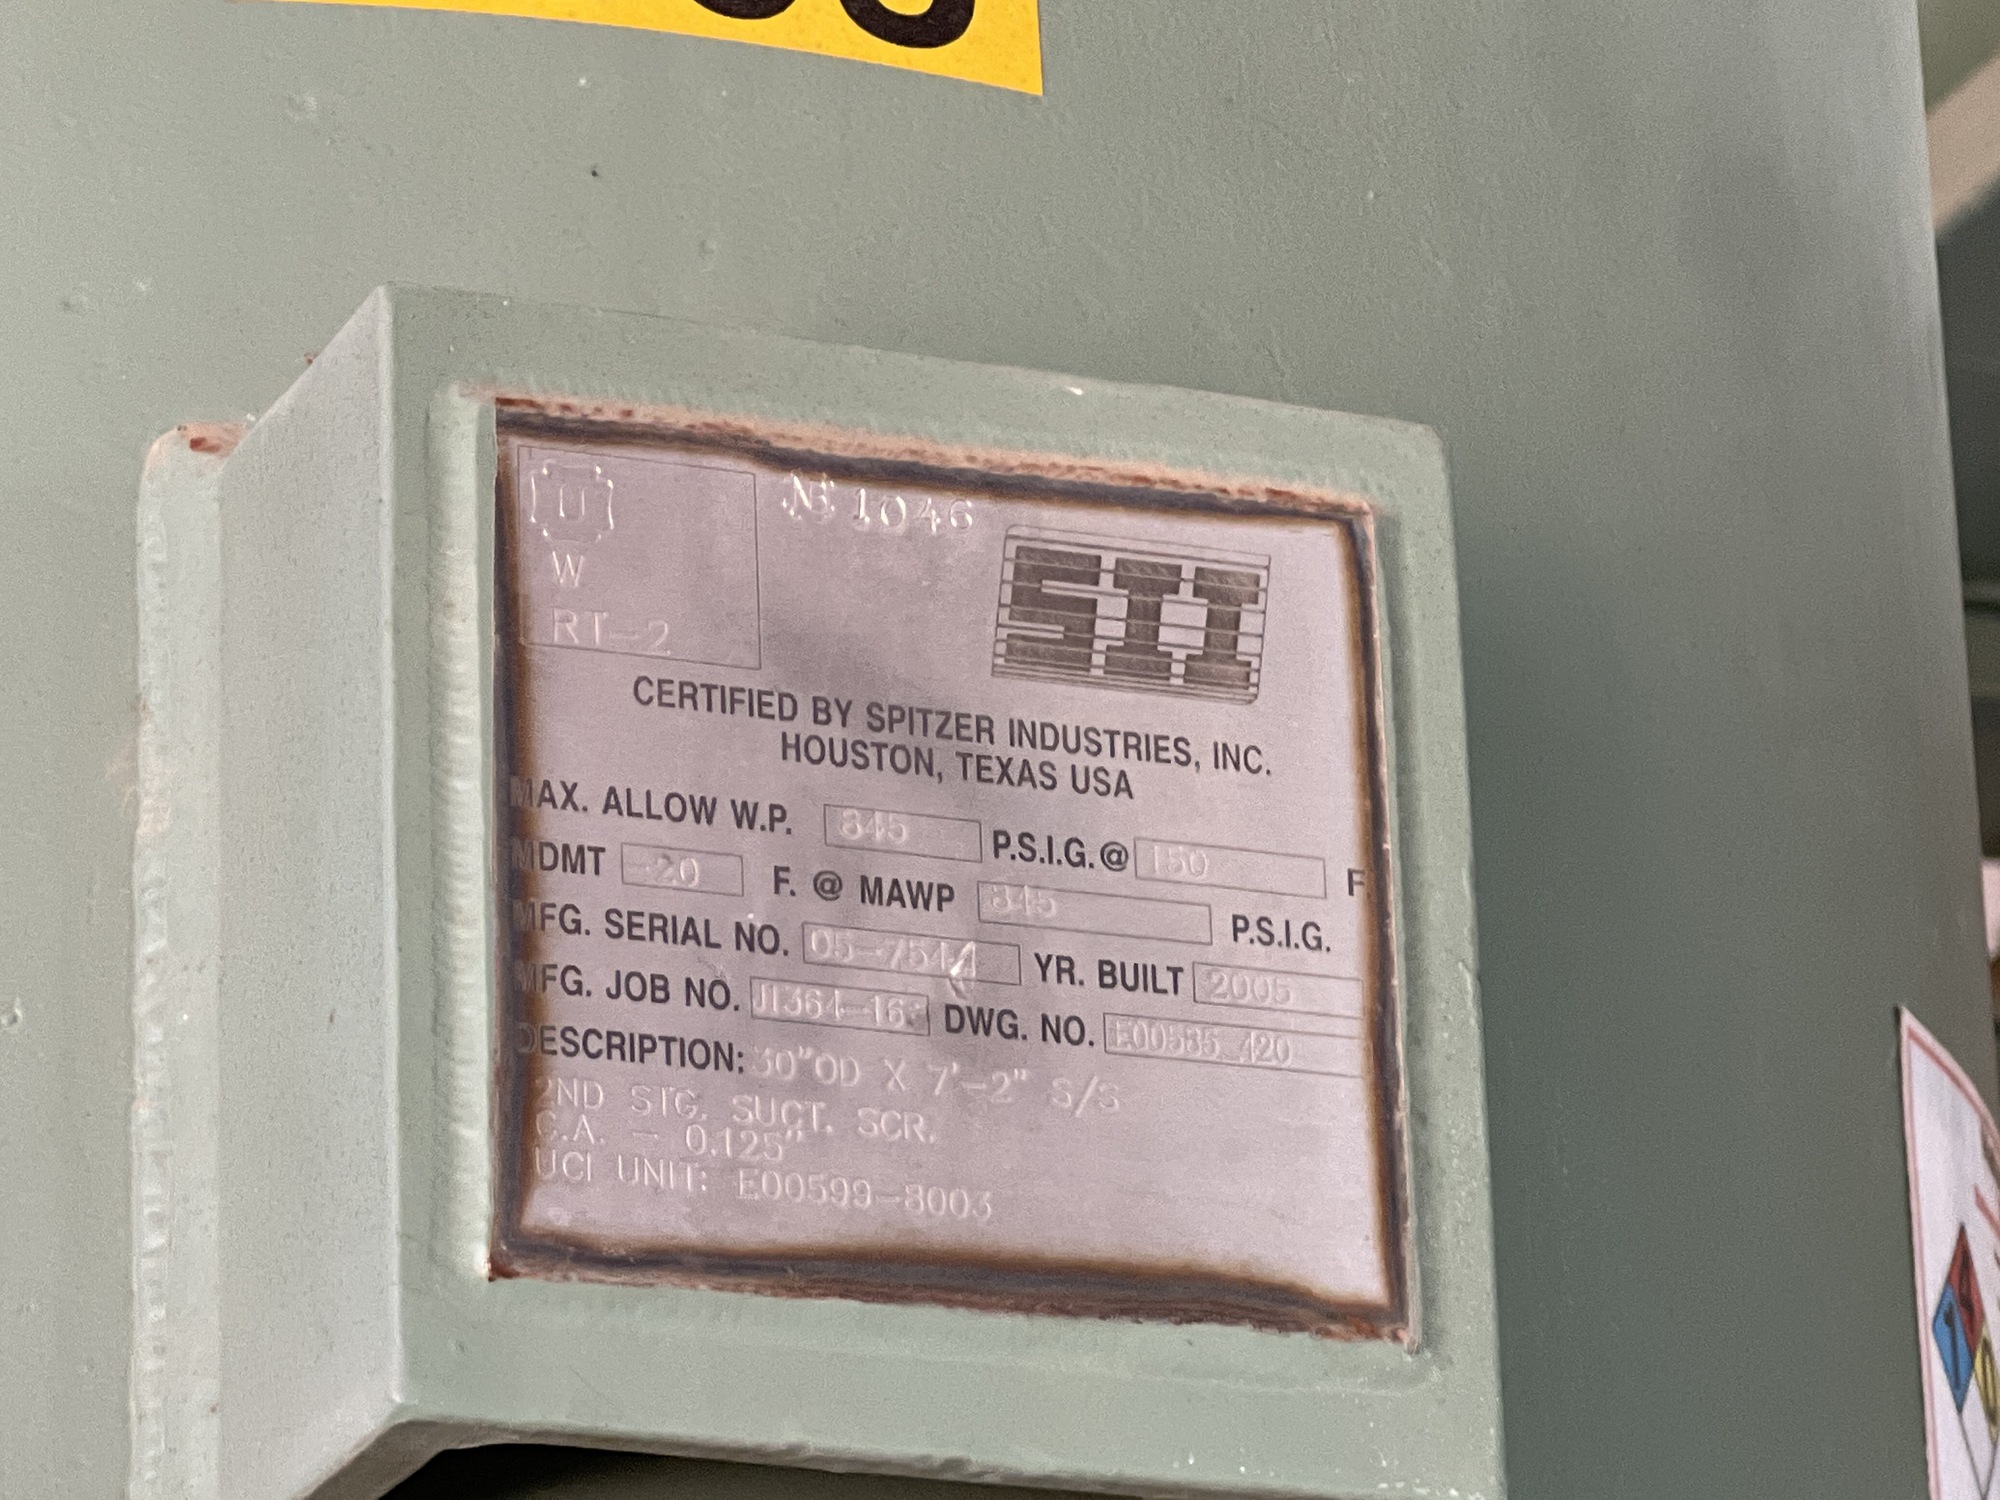 U
№ 1046
W
RT-2
SII
CERTIFIED BY SPITZER INDUSTRIES, INC.
HOUSTON, TEXAS USA
MAX. ALLOW W.P. 845 P.S.I.G. @ 150 F
MDMT -20 F. @ MAWP 845 P.S.I.G.
MFG. SERIAL NO. 05-7544 YR. BUILT 2005
MFG. JOB NO. DWG. NO.
DESCRIPTION: 30"OD X 7'-2" S/S
2ND STG. SUCT. SCR.
C.A. - 0.125"
UCI UNIT: E00599-8003